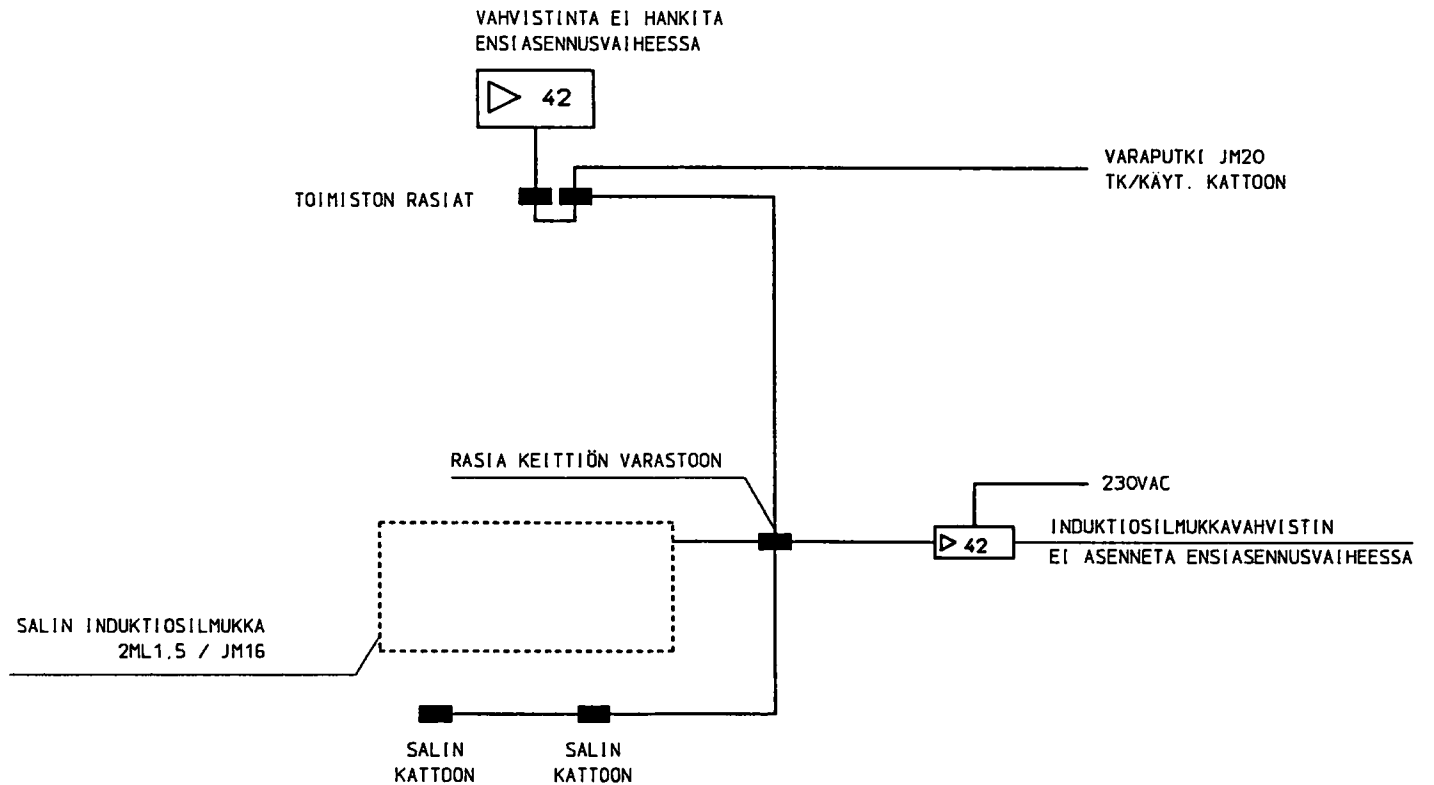 VAHVISTINTA EI HANKITA
ENSIASENNUSVAIHEESSA
42
VARAPUTKI JM20
TK/KÄYT. KATTOON
TOIMISTON RASIAT
RASIA KEITTIÖN VARASTOON
230VAC
42
INDUKTIOSILMUKKAVAHVISTIN
EI ASENNETA ENSIASENNUSVAIHEESSA
SALIN INDUKTIOSILMUKKA
2ML1,5 / JM16
SALIN
KATTOON
SALIN
KATTOON